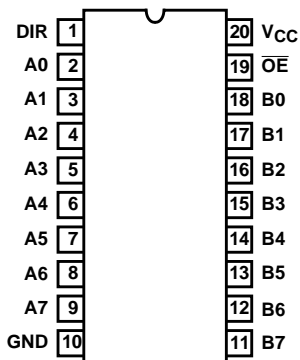 DIR 1 20 VCC
A0 2 19 O̅E̅
A1 3 18 B0
A2 4 17 B1
A3 5 16 B2
A4 6 15 B3
A5 7 14 B4
A6 8 13 B5
A7 9 12 B6
GND 10 11 B7